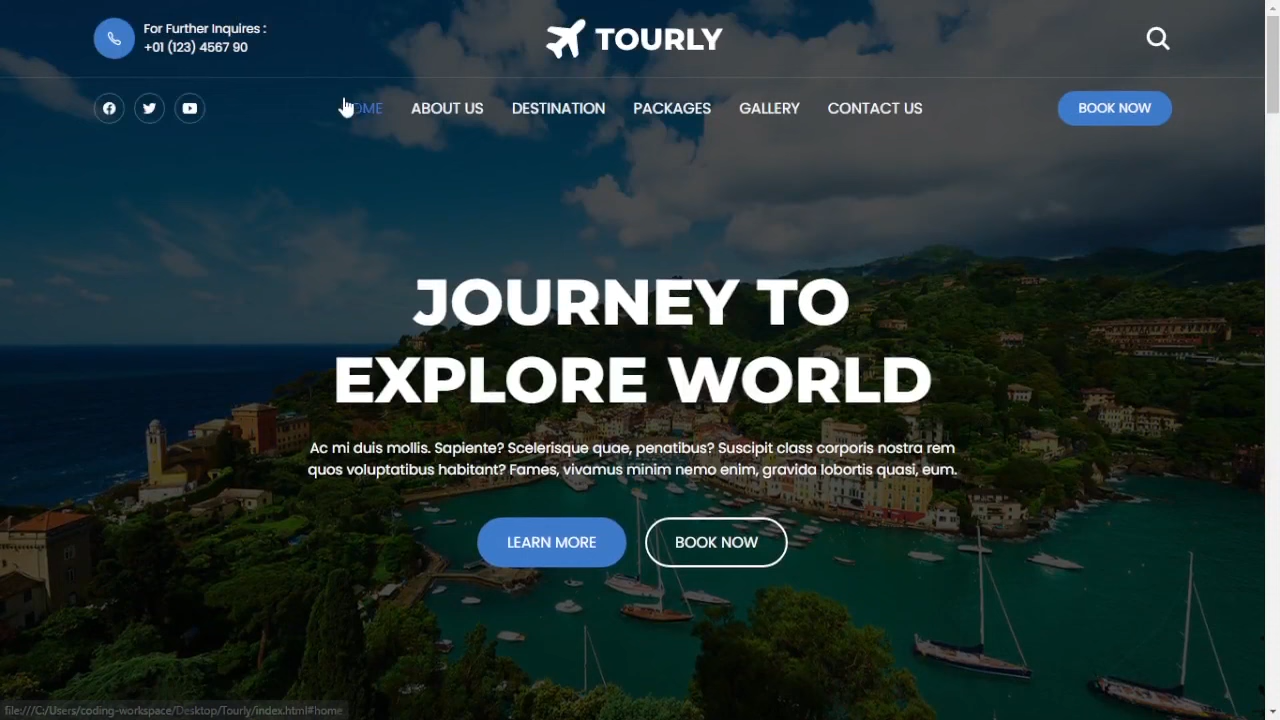 For Further Inquires :
+01 (123) 4567 90
TOURLY
HOME ABOUT US DESTINATION PACKAGES GALLERY CONTACT US BOOK NOW
JOURNEY TO
EXPLORE WORLD
Ac mi duis mollis. Sapiente? Scelerisque quae, penatibus? Suscipit class corporis nostra rem
quos voluptatibus habitant? Fames, vivamus minim nemo enim, gravida lobortis quasi, eum.
LEARN MORE BOOK NOW
file:///C:/Users/coding-workspace/Desktop/Tourly/index.html#home